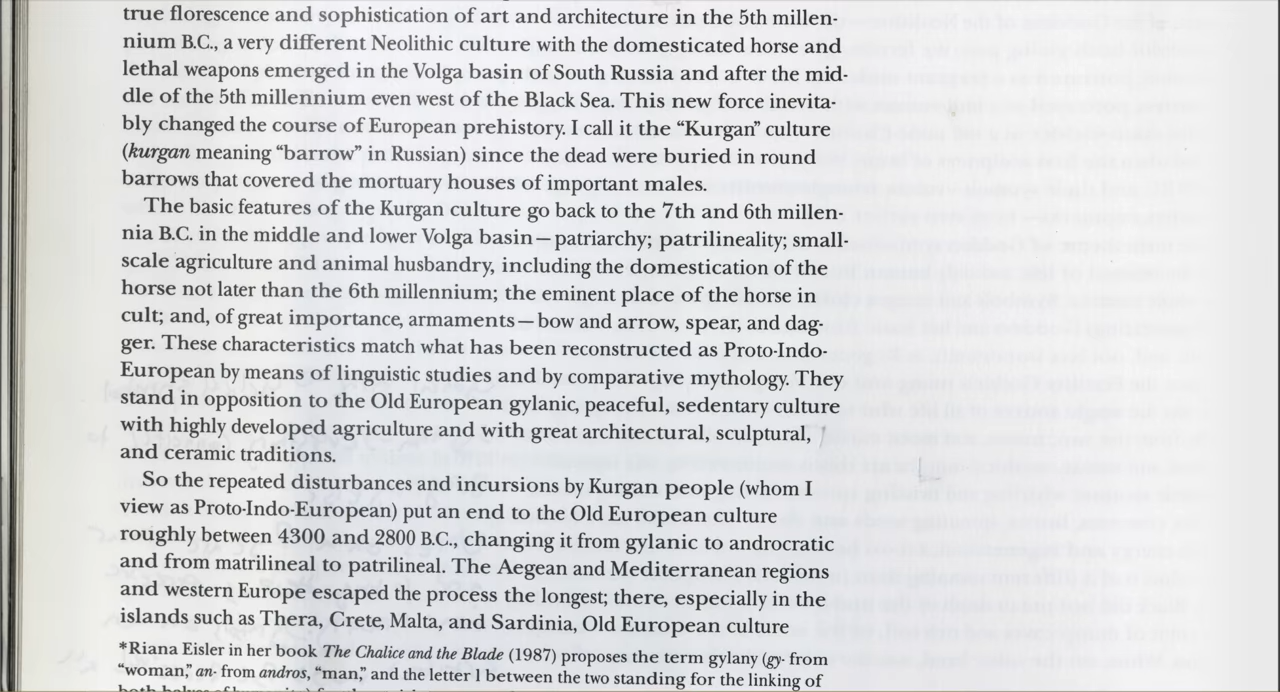 true florescence and sophistication of art and architecture in the 5th millen-
nium B.C., a very different Neolithic culture with the domesticated horse and
lethal weapons emerged in the Volga basin of South Russia and after the mid-
dle of the 5th millennium even west of the Black Sea. This new force inevita-
bly changed the course of European prehistory. I call it the “Kurgan” culture
(kurgan meaning “barrow” in Russian) since the dead were buried in round
barrows that covered the mortuary houses of important males.
The basic features of the Kurgan culture go back to the 7th and 6th millen-
nia B.C. in the middle and lower Volga basin—patriarchy; patrilineality; small-
scale agriculture and animal husbandry, including the domestication of the
horse not later than the 6th millennium; the eminent place of the horse in
cult; and, of great importance, armaments—bow and arrow, spear, and dag-
ger. These characteristics match what has been reconstructed as Proto-Indo-
European by means of linguistic studies and by comparative mythology. They
stand in opposition to the Old European gylanic, peaceful, sedentary culture
with highly developed agriculture and with great architectural, sculptural,
and ceramic traditions.
So the repeated disturbances and incursions by Kurgan people (whom I
view as Proto-Indo-European) put an end to the Old European culture
roughly between 4300 and 2800 B.C., changing it from gylanic to androcratic
and from matrilineal to patrilineal. The Aegean and Mediterranean regions
and western Europe escaped the process the longest; there, especially in the
islands such as Thera, Crete, Malta, and Sardinia, Old European culture
*Riana Eisler in her book The Chalice and the Blade (1987) proposes the term gylany (gy- from
“woman,” an- from andros, “man,” and the letter l between the two standing for the linking of
both halves of humanity)